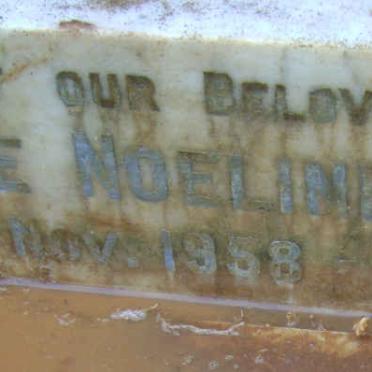 OUR BELOV
E NOELIN
NOV. 1958